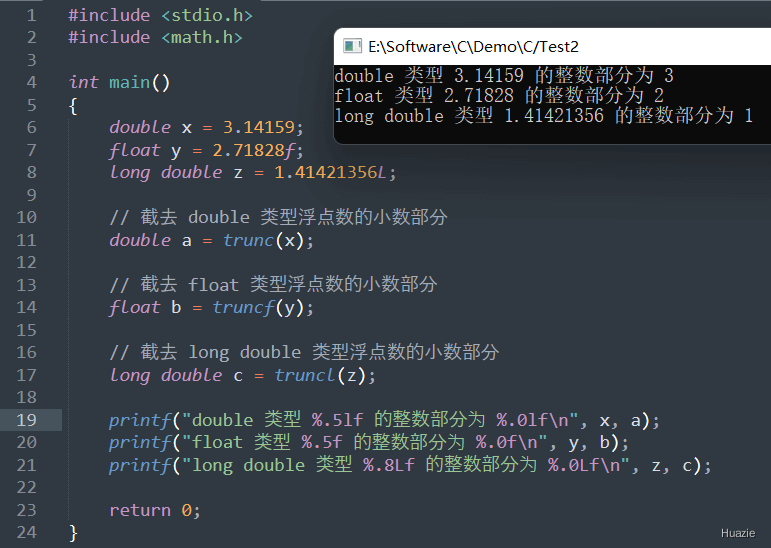 1 #include <stdio.h>
2 #include <math.h>
3
4 int main()
5 {
6     double x = 3.14159;
7     float y = 2.71828f;
8     long double z = 1.41421356L;
9
10     // 截去 double 类型浮点数的小数部分
11     double a = trunc(x);
12
13     // 截去 float 类型浮点数的小数部分
14     float b = truncf(y);
15
16     // 截去 long double 类型浮点数的小数部分
17     long double c = truncl(z);
18
19     printf("double 类型 %.5lf 的整数部分为 %.0lf\n", x, a);
20     printf("float 类型 %.5f 的整数部分为 %.0f\n", y, b);
21     printf("long double 类型 %.8Lf 的整数部分为 %.0Lf\n", z, c);
22
23     return 0;
24 }
E:\Software\C\Demo\C/Test2
double 类型 3.14159 的整数部分为 3
float 类型 2.71828 的整数部分为 2
long double 类型 1.41421356 的整数部分为 1
Huazie